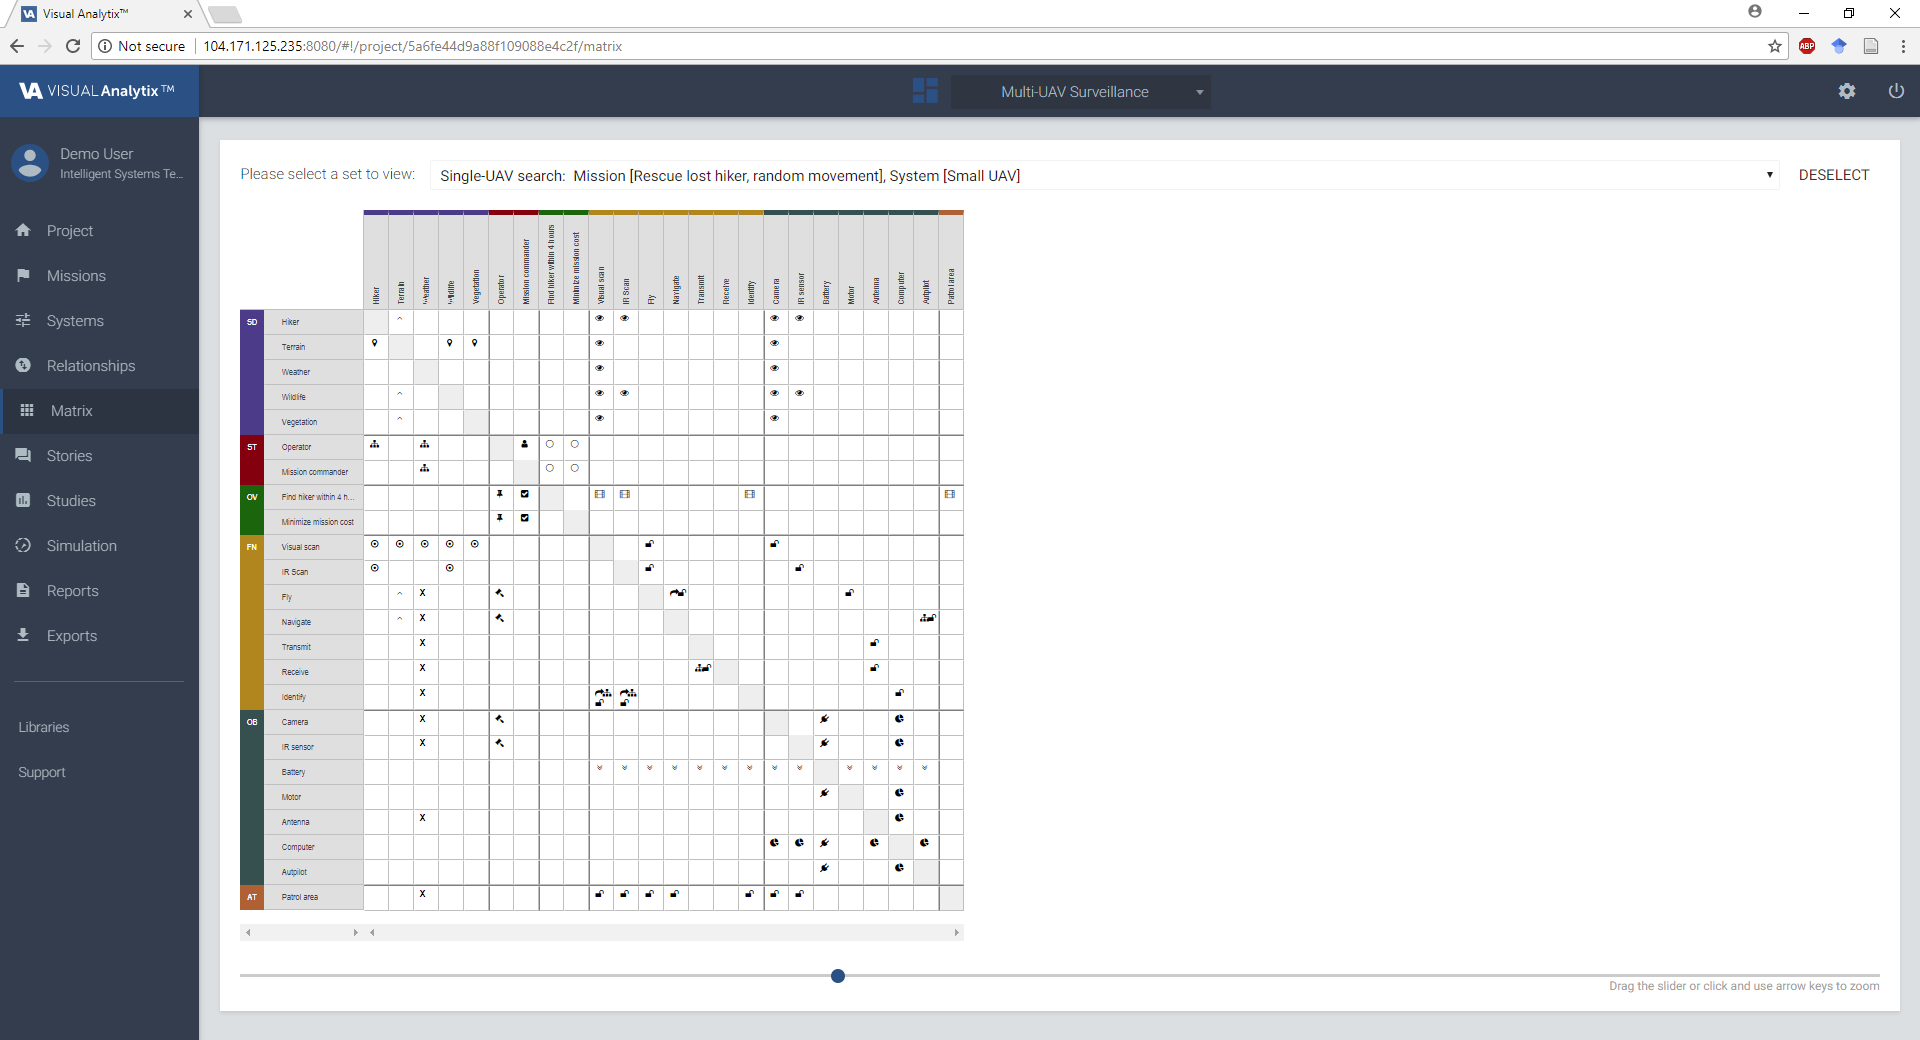 Visual Analytix™
Not secure
104.171.125.235:8080/#!/project/5a6fe44d9a88f109088e4c2f/matrix
ABP
VA VISUAL Analytix™
Multi-UAV Surveillance
Demo User
Intelligent Systems Te...
Project
Missions
Systems
Relationships
Matrix
Stories
Studies
Simulation
Reports
Exports
Libraries
Support
Please select a set to view:
Single-UAV search: Mission [Rescue lost hiker, random movement], System [Small UAV]
DESELECT
Hiker
Terrain
Weather
Wildlife
Vegetation
Operator
Mission commander
Find hiker within 4 hours
Minimize mission cost
Visual scan
IR Scan
Fly
Navigate
Transmit
Receive
Identify
Camera
IR sensor
Battery
Motor
Antenna
Computer
Autpilot
Patrol area
SD
Hiker
Terrain
Weather
Wildlife
Vegetation
ST
Operator
Mission commander
OV
Find hiker within 4 h...
Minimize mission cost
FN
Visual scan
IR Scan
Fly X
Navigate X
Transmit X
Receive X
Identify X
OB
Camera X
IR sensor X
Battery
Motor
Antenna X
Computer
Autpilot
AT
Patrol area X
Drag the slider or click and use arrow keys to zoom